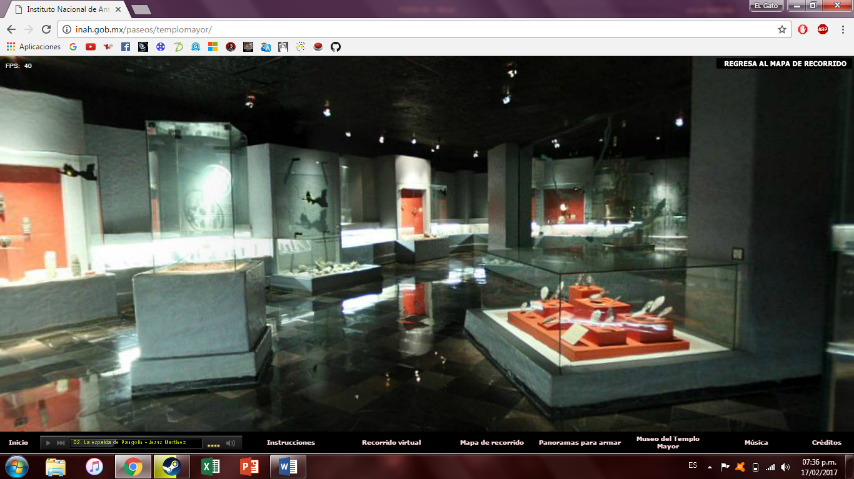 Instituto Nacional de An
EL Gato
inah.gob.mx/paseos/templomayor/
Aplicaciones
FPS: 40
REGRESA AL MAPA DE RECORRIDO
Inicio
Instrucciones
Recorrido virtual
Mapa de recorrido
Panoramas para armar
Museo del Templo
Mayor
Música
Créditos
ES
07:36 p.m.
17/02/2017